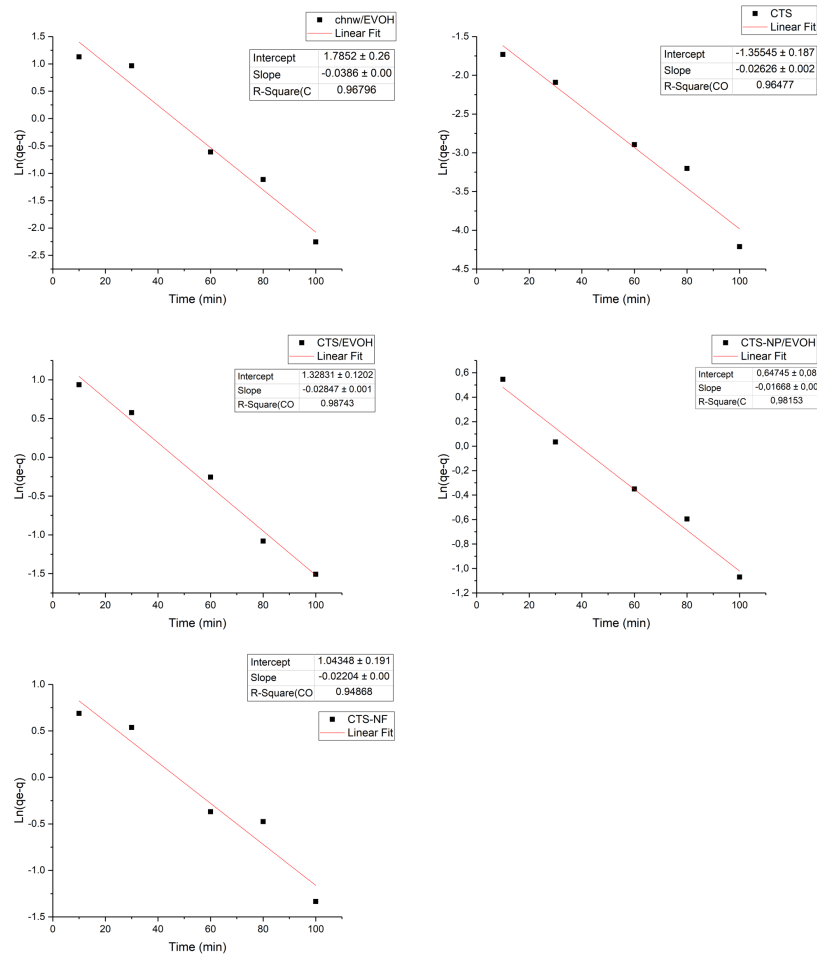 chnw/EVOH
Linear Fit
Intercept 1.7852 ± 0.26
Slope -0.0386 ± 0.00
R-Square(C 0.96796
1.5
1.0
0.5
0.0
-0.5
-1.0
-1.5
-2.0
-2.5
Ln(qe-q)
0 20 40 60 80 100
Time (min)
CTS
Linear Fit
Intercept -1.35545 ± 0.187
Slope -0.02626 ± 0.002
R-Square(CO 0.96477
-1.5
-2.0
-2.5
-3.0
-3.5
-4.0
-4.5
Ln(qe-q)
0 20 40 60 80 100
Time (min)
CTS/EVOH
Linear Fit
Intercept 1.32831 ± 0.1202
Slope -0.02847 ± 0.001
R-Square(CO 0.98743
1.0
0.5
0.0
-0.5
-1.0
-1.5
Ln(qe-q)
0 20 40 60 80 100
Time (min)
CTS-NP/EVOH
Linear Fit
Intercept 0,64745 ± 0,08
Slope -0,01668 ± 0,00
R-Square(C 0,98153
0,6
0,4
0,2
0,0
-0,2
-0,4
-0,6
-0,8
-1,0
-1,2
Ln(qe-q)
0 20 40 60 80 100
Time (min)
Intercept 1.04348 ± 0.191
Slope -0.02204 ± 0.00
R-Square(CO 0.94868
CTS-NF
Linear Fit
1.0
0.5
0.0
-0.5
-1.0
-1.5
Ln(qe-q)
0 20 40 60 80 100
Time (min)